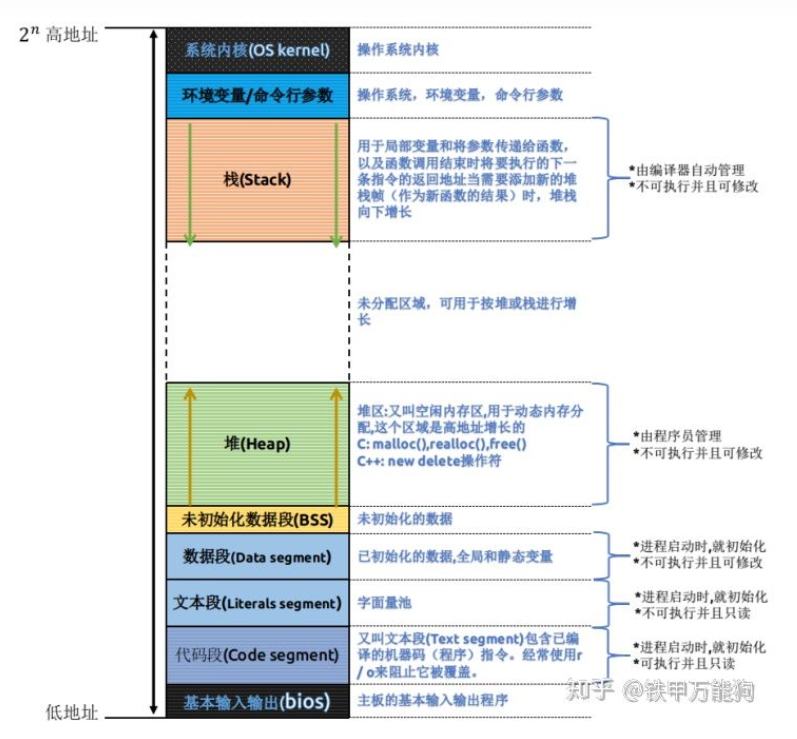 2ⁿ 高地址
系统内核(OS kernel)
操作系统内核
环境变量/命令行参数
操作系统，环境变量，命令行参数
栈(Stack)
用于局部变量和将参数传递给函数，
以及函数调用结束时将要执行的下一
条指令的返回地址当需要添加新的堆
栈帧（作为新函数的结果）时，堆栈
向下增长
*由编译器自动管理
*不可执行并且可修改
未分配区域，可用于按堆或栈进行增
长
堆(Heap)
堆区:又叫空闲内存区,用于动态内存分
配,这个区域是高地址增长的
C: malloc(),realloc(),free()
C++: new delete操作符
*由程序员管理
*不可执行并且可修改
未初始化数据段(BSS)
未初始化的数据
数据段(Data segment)
已初始化的数据,全局和静态变量
*进程启动时,就初始化
*不可执行并且可修改
文本段(Literals segment)
字面量池
*进程启动时,就初始化
*不可执行并且只读
代码段(Code segment)
又叫文本段(Text segment)包含已编
译的机器码（程序）指令。经常使用r
/ o来阻止它被覆盖。
*进程启动时,就初始化
*可执行并且只读
低地址
基本输入输出(bios)
主板的基本输入输出程序
知乎 @铁甲万能狗